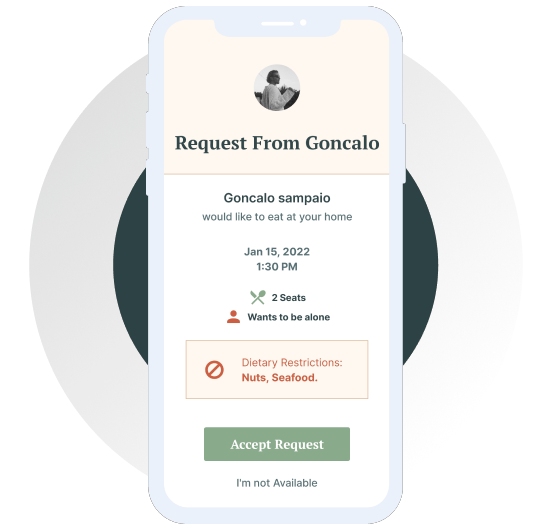 Request From Goncalo
Goncalo sampaio
would like to eat at your home
Jan 15, 2022
1:30 PM
2 Seats
Wants to be alone
Dietary Restrictions:
Nuts, Seafood.
Accept Request
I'm not Available